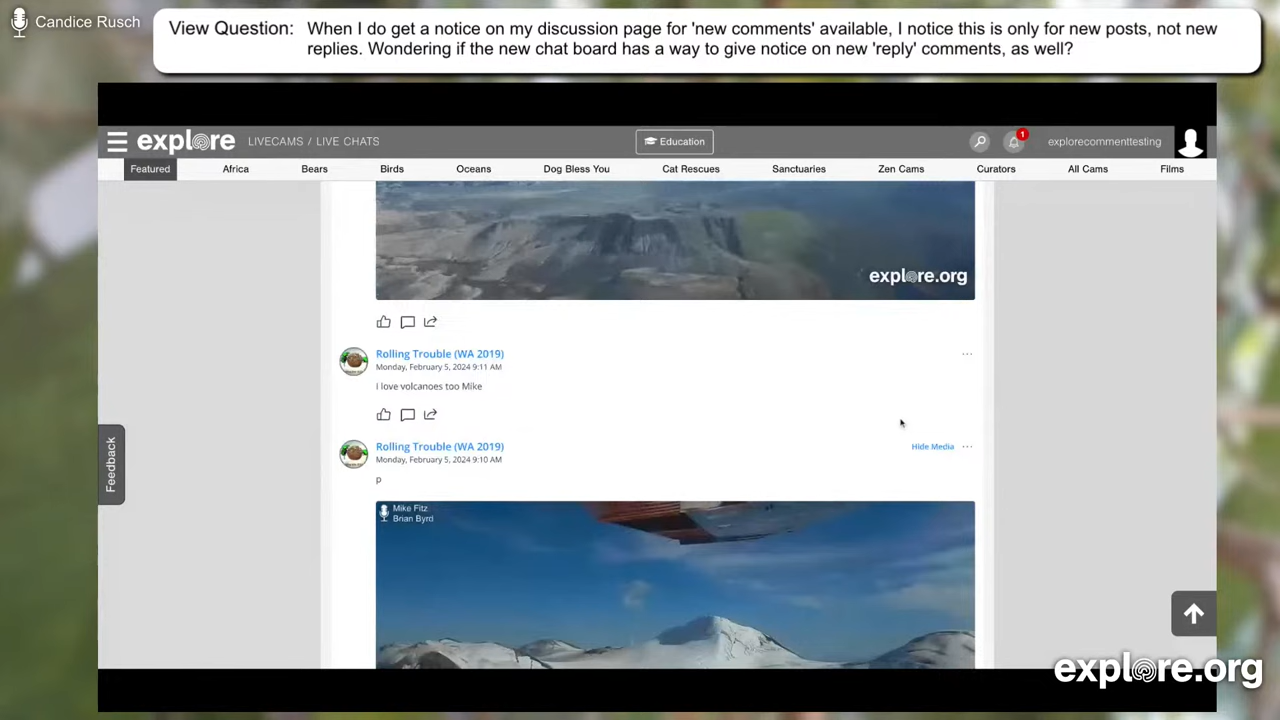 Candice Rusch
View Question: When I do get a notice on my discussion page for 'new comments' available, I notice this is only for new posts, not new
replies. Wondering if the new chat board has a way to give notice on new 'reply' comments, as well?
explore LIVECAMS / LIVE CHATS Education 1 explorecommenttesting
Featured Africa Bears Birds Oceans Dog Bless You Cat Rescues Sanctuaries Zen Cams Curators All Cams Films
explore.org
Rolling Trouble (WA 2019) ...
Monday, February 5, 2024 9:11 AM
I love volcanoes too Mike
Feedback
Rolling Trouble (WA 2019) Hide Media ...
Monday, February 5, 2024 9:10 AM
p
Mike Fitz
Brian Byrd
explore.org